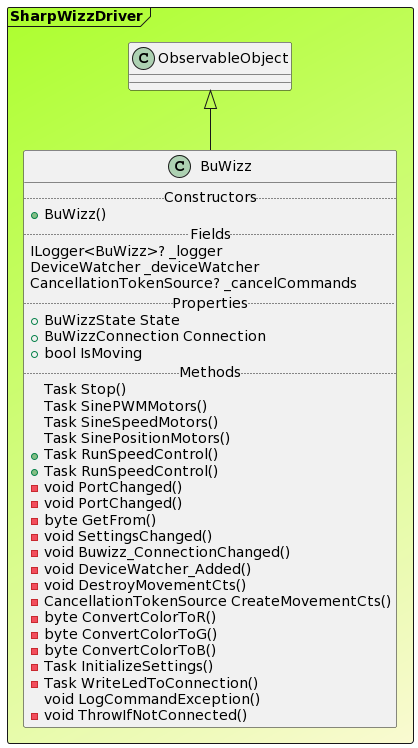 SharpWizzDriver
C ObservableObject
C BuWizz
Constructors
BuWizz()
Fields
ILogger<BuWizz>? _logger
DeviceWatcher _deviceWatcher
CancellationTokenSource? _cancelCommands
Properties
BuWizzState State
BuWizzConnection Connection
bool IsMoving
Methods
Task Stop()
Task SinePWMMotors()
Task SineSpeedMotors()
Task SinePositionMotors()
Task RunSpeedControl()
Task RunSpeedControl()
void PortChanged()
void PortChanged()
byte GetFrom()
void SettingsChanged()
void Buwizz_ConnectionChanged()
void DeviceWatcher_Added()
void DestroyMovementCts()
CancellationTokenSource CreateMovementCts()
byte ConvertColorToR()
byte ConvertColorToG()
byte ConvertColorToB()
Task InitializeSettings()
Task WriteLedToConnection()
void LogCommandException()
void ThrowIfNotConnected()